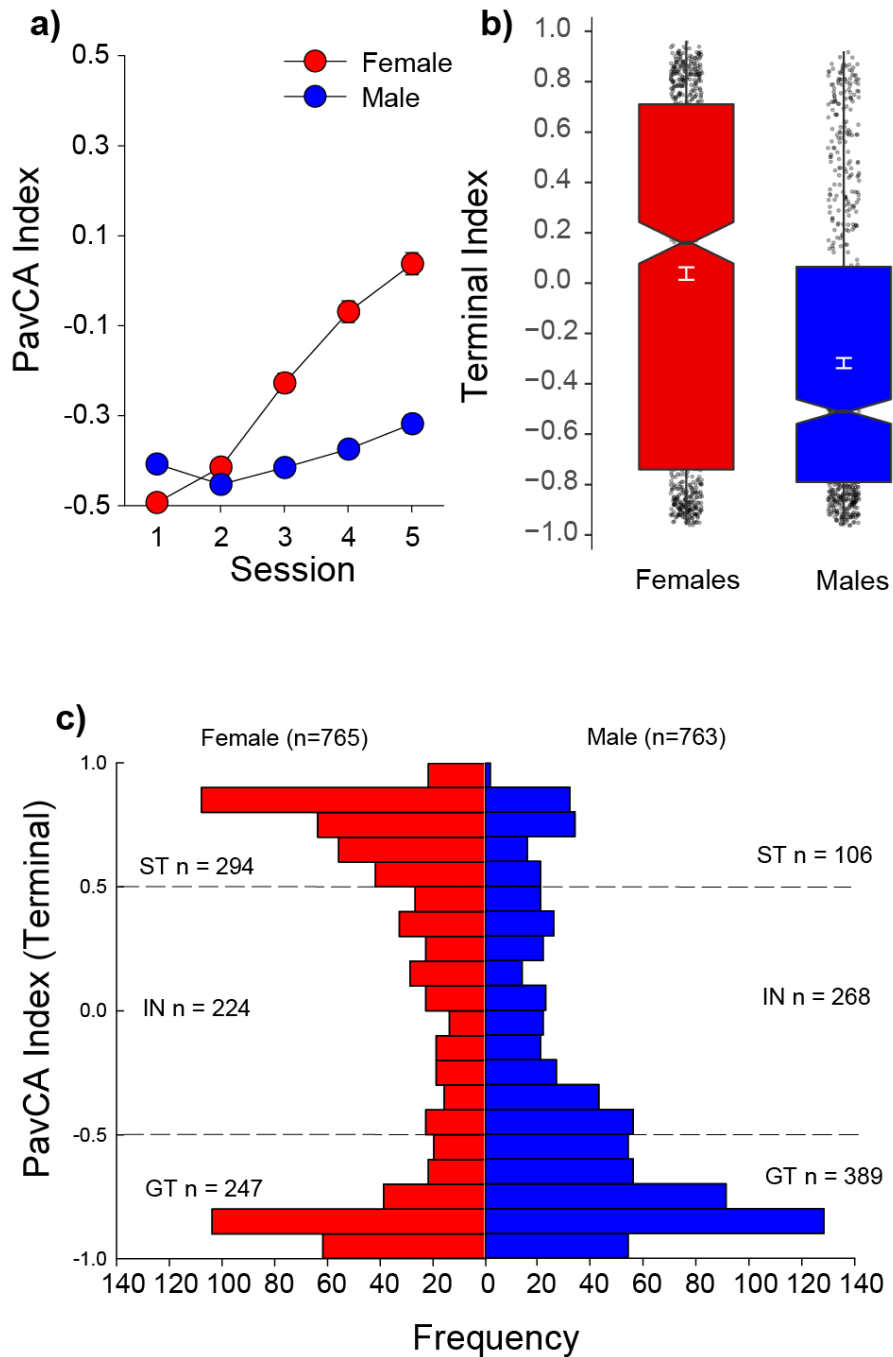 a)
0.5
0.3
0.1
-0.1
-0.3
-0.5
PavCA Index
Female
Male
1 2 3 4 5
Session
b)
1.0
0.8
0.6
0.4
0.2
0.0
−0.2
−0.4
−0.6
−0.8
−1.0
Terminal Index
Females Males
c)
Female (n=765) Male (n=763)
1.0
0.5
0.0
-0.5
-1.0
PavCA Index (Terminal)
ST n = 294 ST n = 106
IN n = 224 IN n = 268
GT n = 247 GT n = 389
140 120 100 80 60 40 20 0 20 40 60 80 100 120 140
Frequency